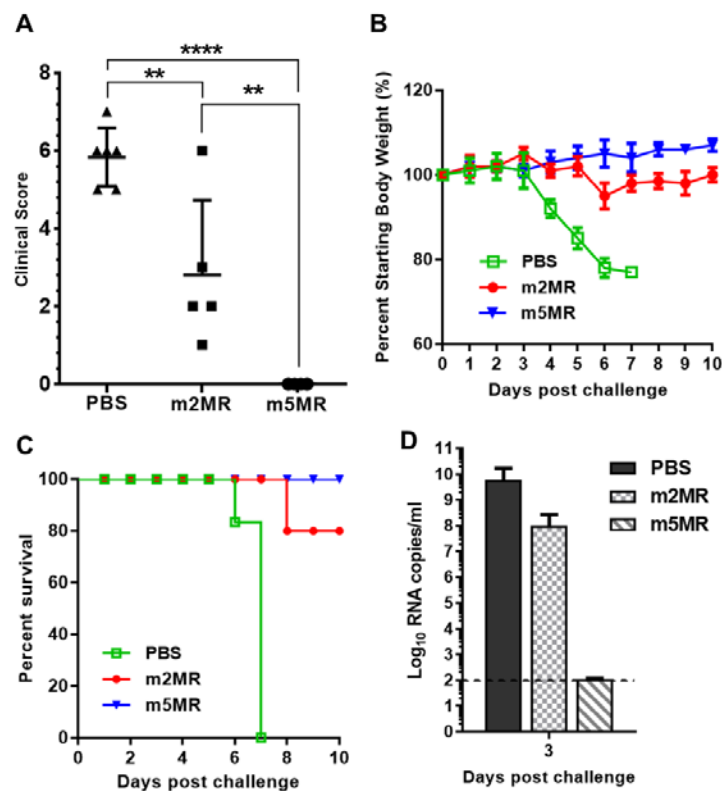 A
****
**
**
Clinical Score
8
6
4
2
0
PBS
m2MR
m5MR
B
Percent Starting Body Weight (%)
120
100
80
60
PBS
m2MR
m5MR
0 1 2 3 4 5 6 7 8 9 10
Days post challenge
C
Percent survival
100
80
60
40
20
0
PBS
m2MR
m5MR
0 2 4 6 8 10
Days post challenge
D
Log10 RNA copies/ml
11
10
9
8
7
6
5
4
3
2
1
0
PBS
m2MR
m5MR
3
Days post challenge